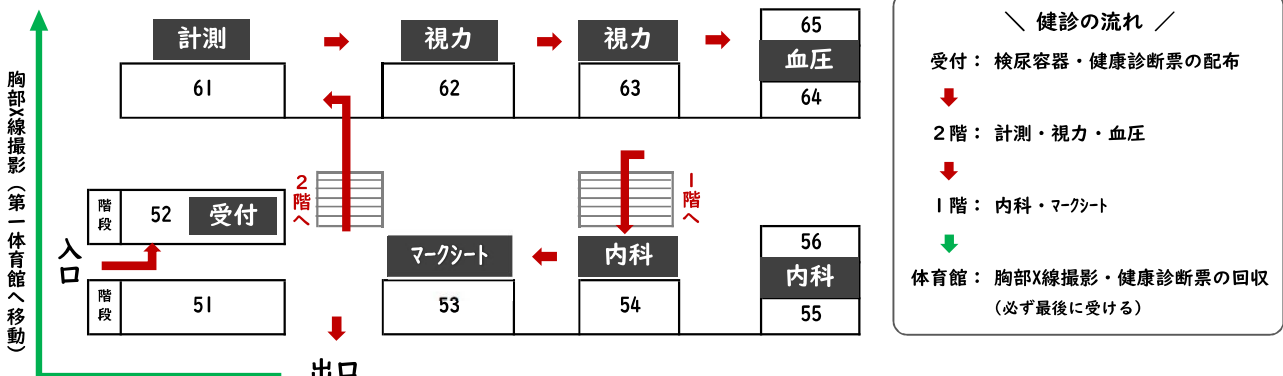 胸部X線撮影（第一体育館へ移動）
計測
61
視力
62
視力
63
65
血圧
64
2階へ
1階へ
階段
52
受付
入口
階段
51
マークシート
53
内科
54
56
内科
55
出口
＼ 健診の流れ ／
受付： 検尿容器・健康診断票の配布
2階： 計測・視力・血圧
1階： 内科・マークシート
体育館： 胸部X線撮影・健康診断票の回収
（必ず最後に受ける）